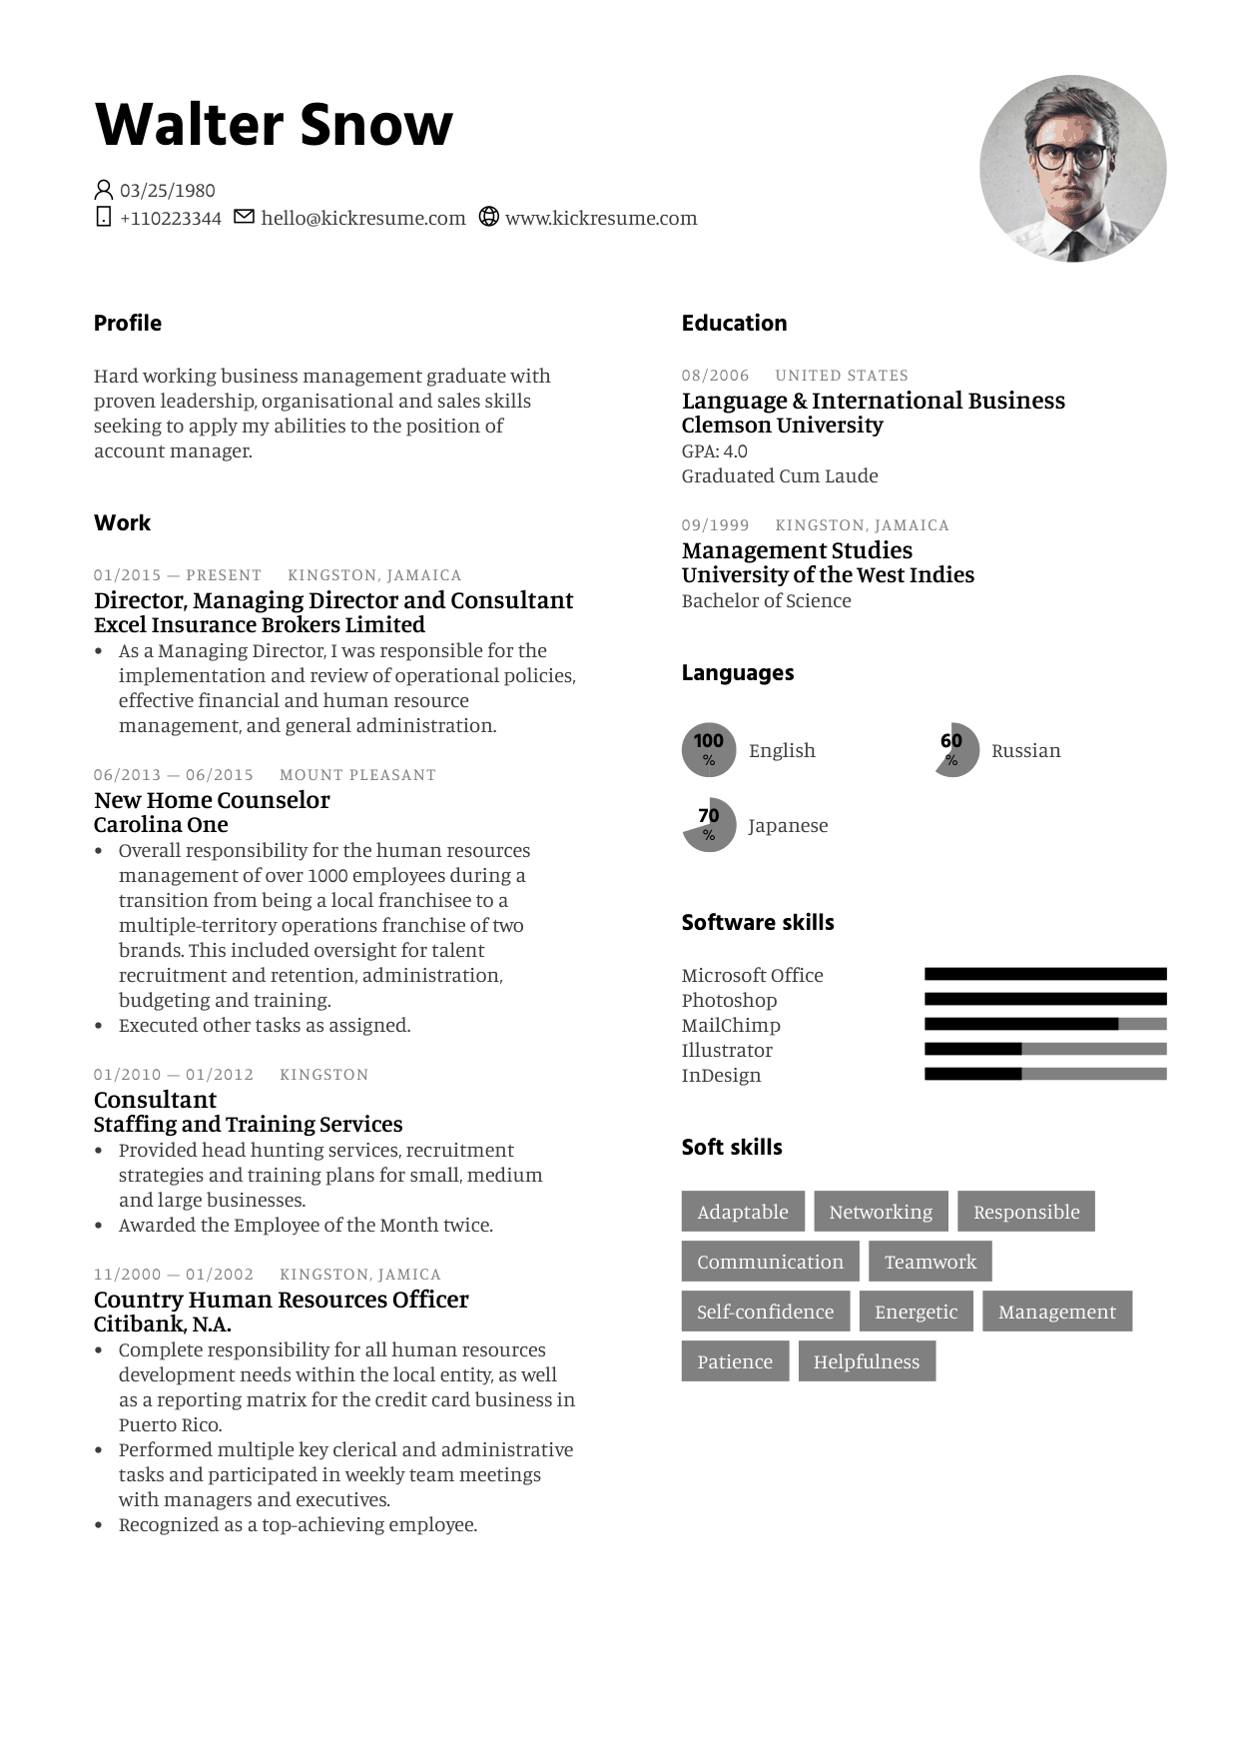 Walter Snow
03/25/1980
+110223344 hello@kickresume.com www.kickresume.com
Profile
Hard working business management graduate with
proven leadership, organisational and sales skills
seeking to apply my abilities to the position of
account manager.
Work
01/2015 — PRESENT KINGSTON, JAMAICA
Director, Managing Director and Consultant
Excel Insurance Brokers Limited
• As a Managing Director, I was responsible for the
implementation and review of operational policies,
effective financial and human resource
management, and general administration.
06/2013 — 06/2015 MOUNT PLEASANT
New Home Counselor
Carolina One
• Overall responsibility for the human resources
management of over 1000 employees during a
transition from being a local franchisee to a
multiple-territory operations franchise of two
brands. This included oversight for talent
recruitment and retention, administration,
budgeting and training.
• Executed other tasks as assigned.
01/2010 — 01/2012 KINGSTON
Consultant
Staffing and Training Services
• Provided head hunting services, recruitment
strategies and training plans for small, medium
and large businesses.
• Awarded the Employee of the Month twice.
11/2000 — 01/2002 KINGSTON, JAMICA
Country Human Resources Officer
Citibank, N.A.
• Complete responsibility for all human resources
development needs within the local entity, as well
as a reporting matrix for the credit card business in
Puerto Rico.
• Performed multiple key clerical and administrative
tasks and participated in weekly team meetings
with managers and executives.
• Recognized as a top-achieving employee.
Education
08/2006 UNITED STATES
Language & International Business
Clemson University
GPA: 4.0
Graduated Cum Laude
09/1999 KINGSTON, JAMAICA
Management Studies
University of the West Indies
Bachelor of Science
Languages
100 % English
60 % Russian
70 % Japanese
Software skills
Microsoft Office
Photoshop
MailChimp
Illustrator
InDesign
Soft skills
Adaptable Networking Responsible
Communication Teamwork
Self-confidence Energetic Management
Patience Helpfulness